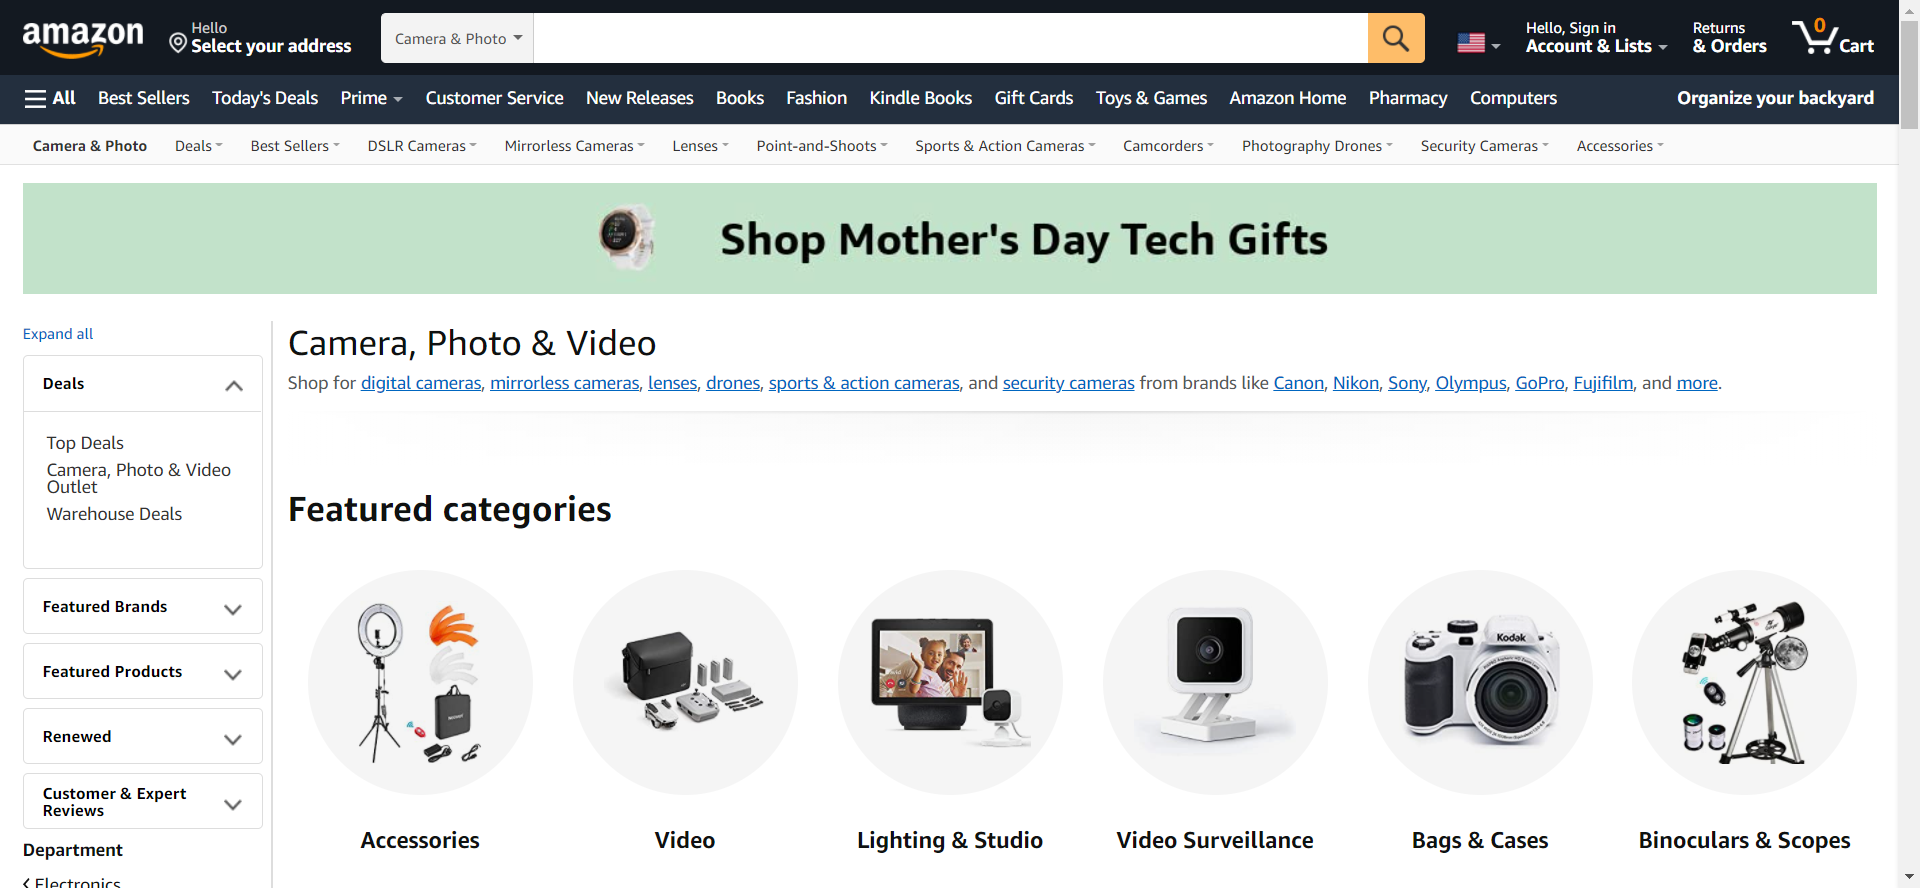 amazon
Hello
Select your address
Camera & Photo
Hello, Sign in
Account & Lists
Returns
& Orders
0
Cart
All
Best Sellers
Today's Deals
Prime
Customer Service
New Releases
Books
Fashion
Kindle Books
Gift Cards
Toys & Games
Amazon Home
Pharmacy
Computers
Organize your backyard
Camera & Photo
Deals
Best Sellers
DSLR Cameras
Mirrorless Cameras
Lenses
Point-and-Shoots
Sports & Action Cameras
Camcorders
Photography Drones
Security Cameras
Accessories
Shop Mother's Day Tech Gifts
Expand all
Deals
Top Deals
Camera, Photo & Video
Outlet
Warehouse Deals
Featured Brands
Featured Products
Renewed
Customer & Expert
Reviews
Department
Electronics
Camera, Photo & Video
Shop for digital cameras, mirrorless cameras, lenses, drones, sports & action cameras, and security cameras from brands like Canon, Nikon, Sony, Olympus, GoPro, Fujifilm, and more.
Featured categories
Kodak
Accessories
Video
Lighting & Studio
Video Surveillance
Bags & Cases
Binoculars & Scopes